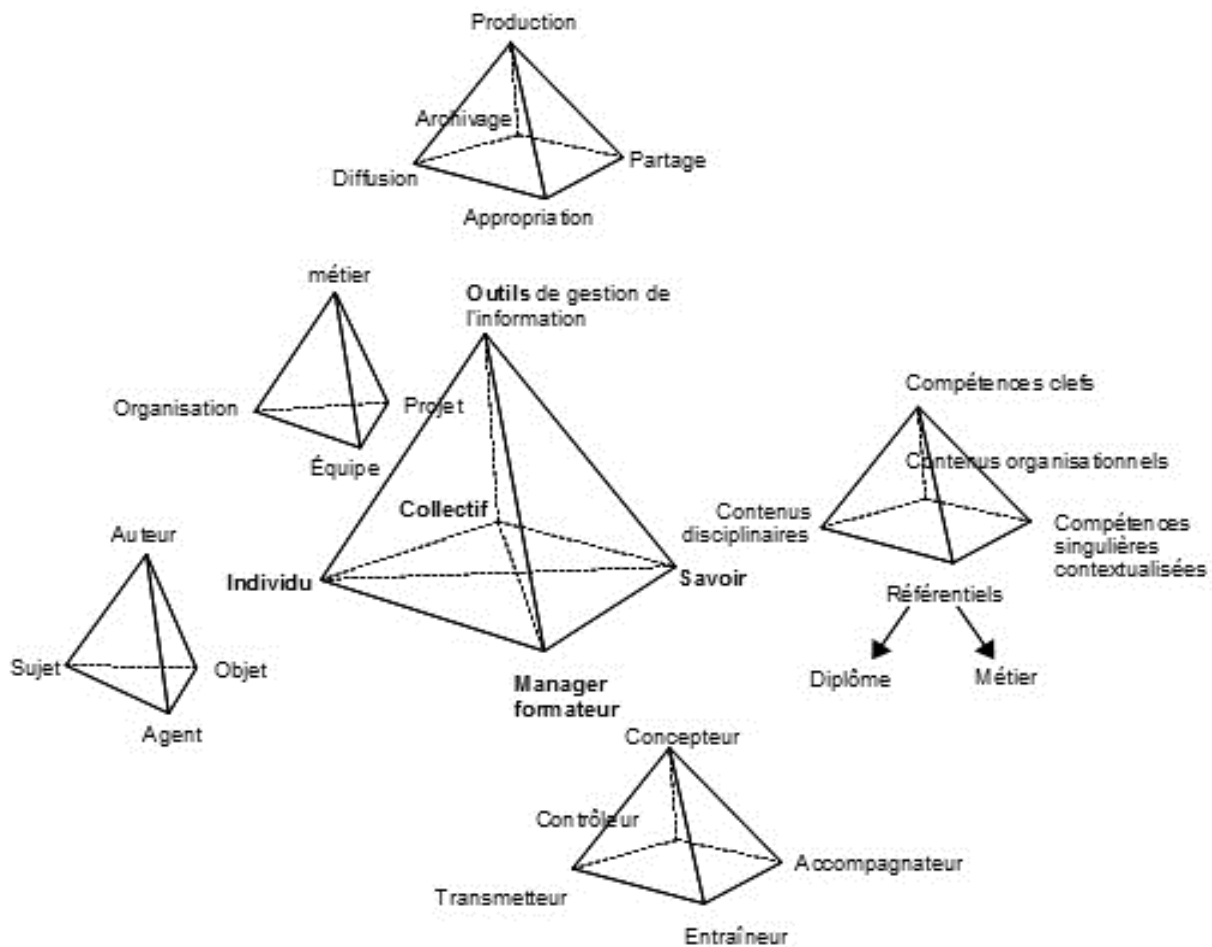 Production
Archivage
Diffusion
Partage
Appropriation
métier
Organisation
Projet
Équipe
Outils de gestion de
l'information
Collectif
Individu
Savoir
Manager
formateur
Compétences clefs
Contenus organisationnels
Contenus
disciplinaires
Compétences
singulières
contextualisées
Référentiels
Diplôme
Métier
Auteur
Sujet
Objet
Agent
Concepteur
Contrôleur
Accompagnateur
Transmetteur
Entraîneur